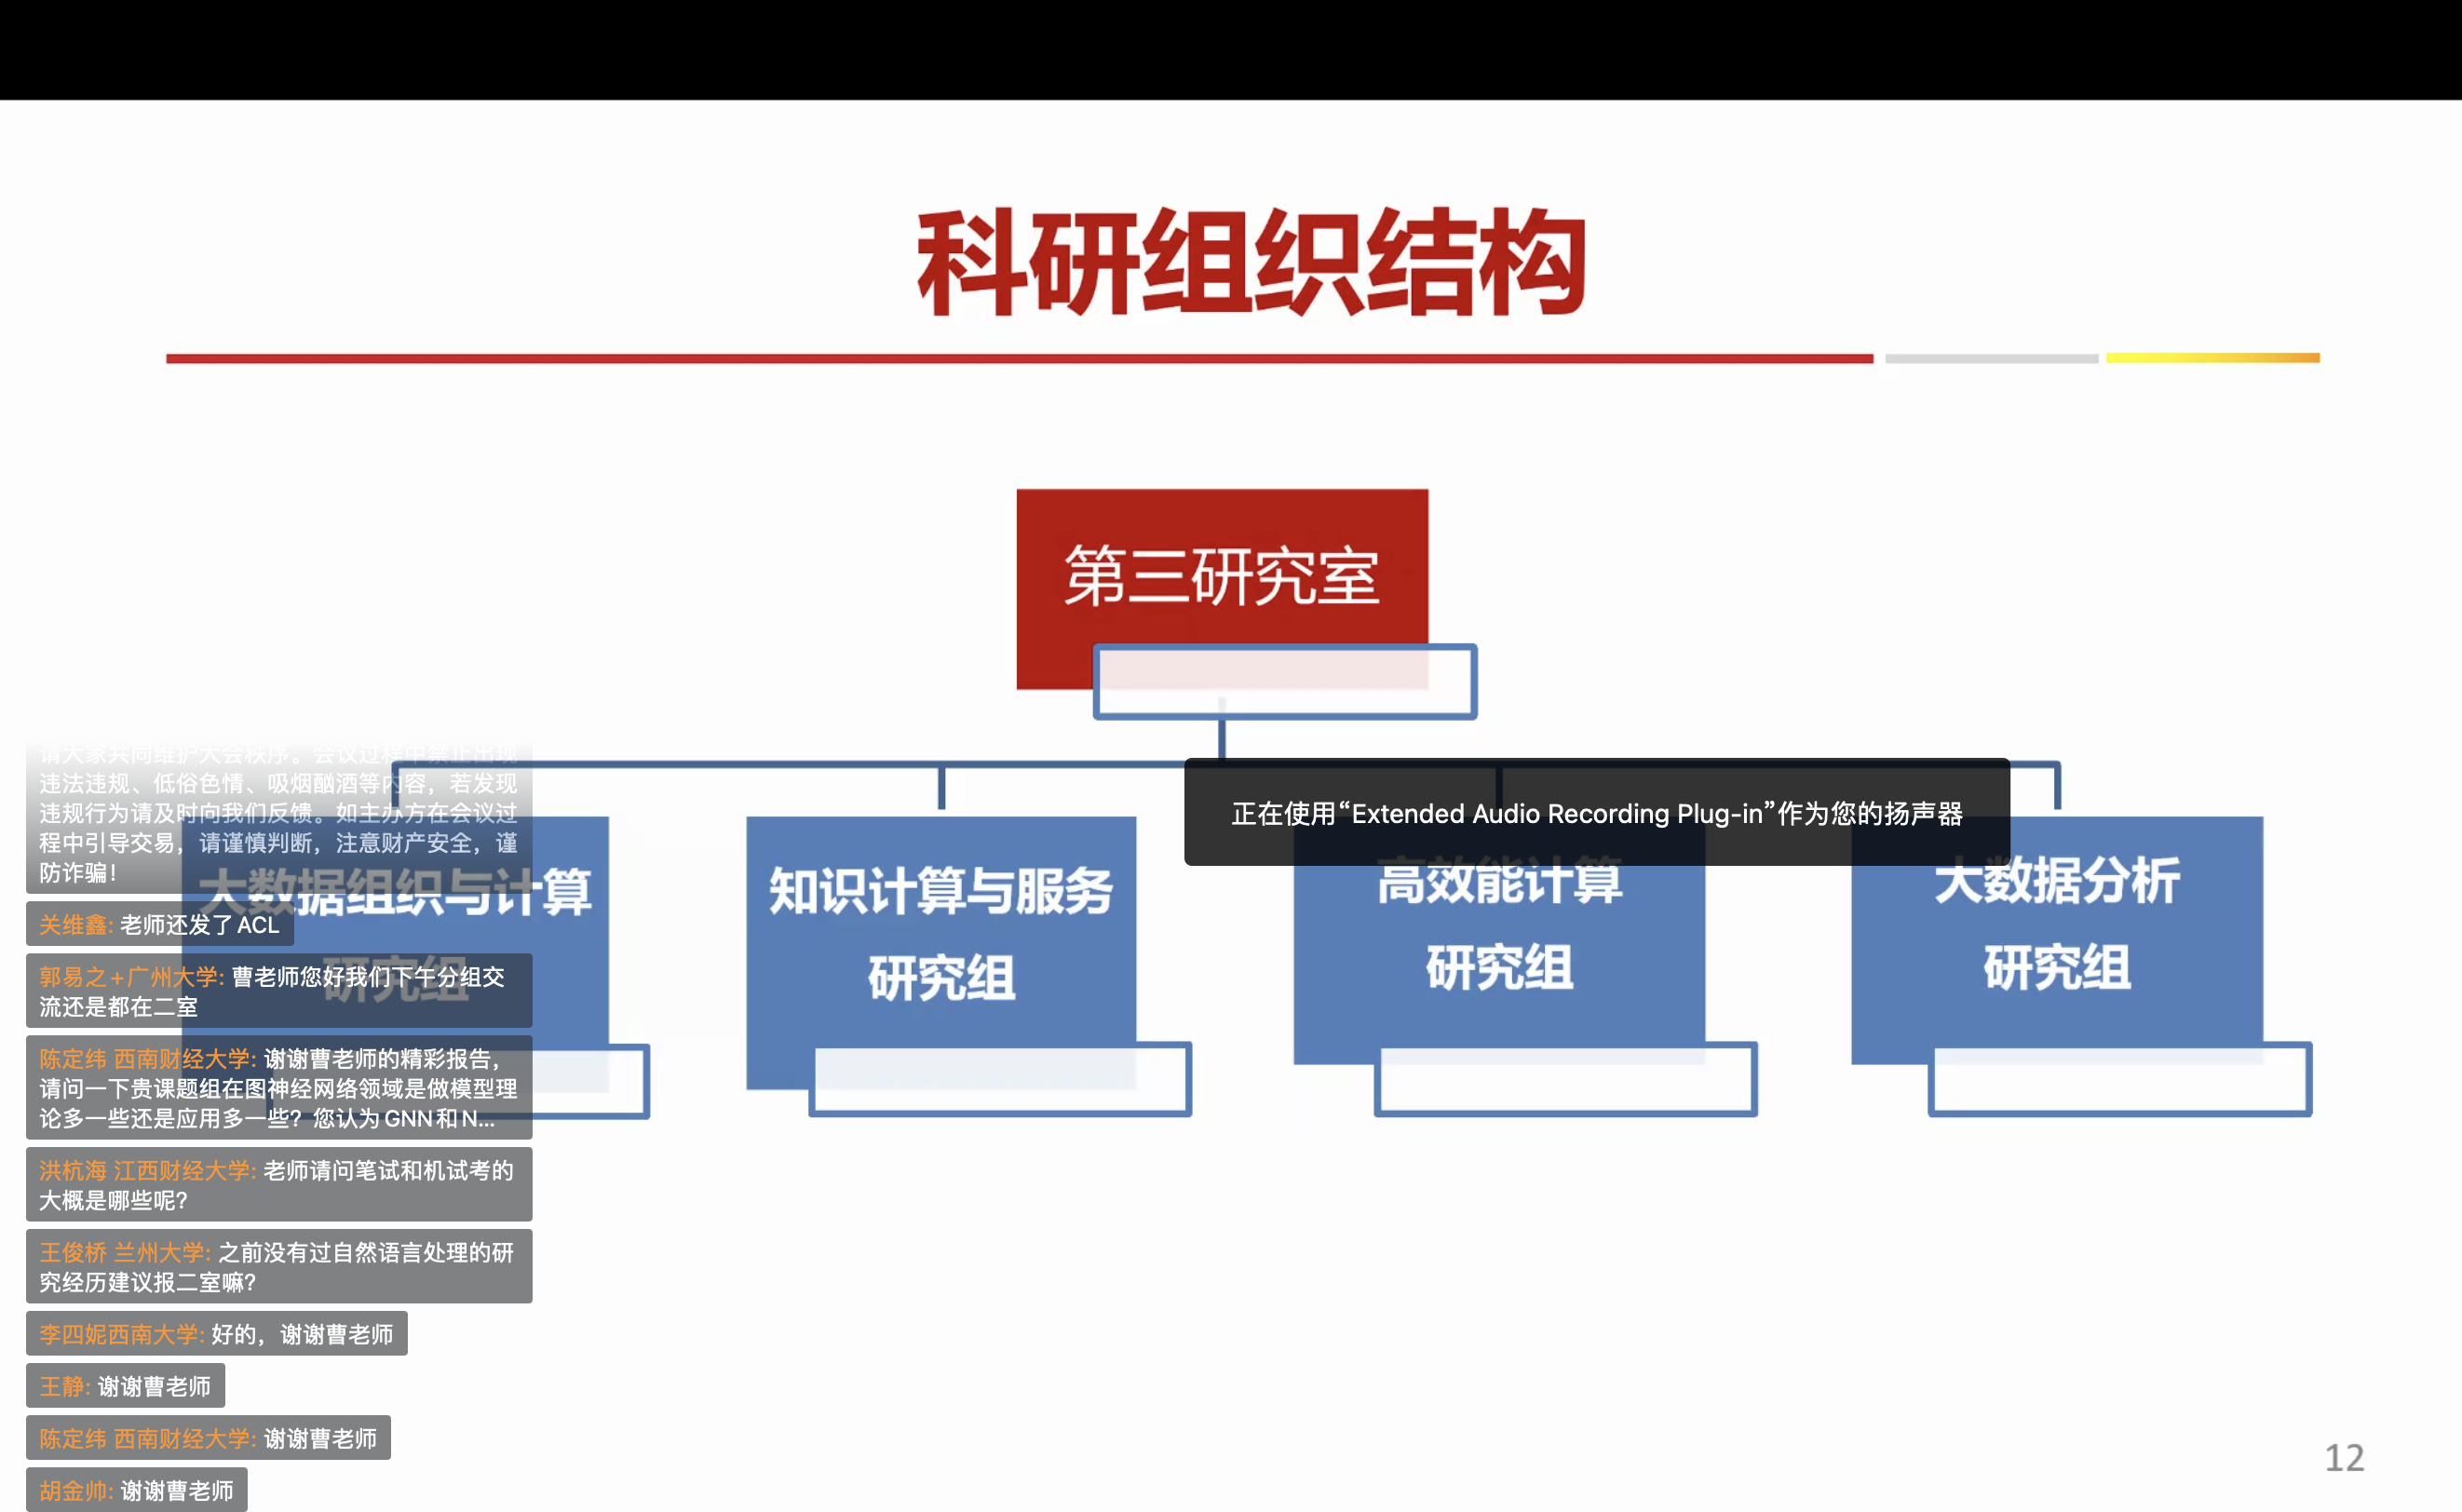 科研组织结构
第三研究室
请大家共同维护大会秩序。会议过程中禁止出现
违法违规、低俗色情、吸烟酗酒等内容，若发现
违规行为请及时向我们反馈。如主办方在会议过
程中引导交易，请谨慎判断，注意财产安全，谨
防诈骗！
正在使用“Extended Audio Recording Plug-in”作为您的扬声器
大数据组织与计算
研究组
知识计算与服务
研究组
高效能计算
研究组
大数据分析
研究组
关维鑫: 老师还发了 ACL
郭易之+广州大学: 曹老师您好我们下午分组交
流还是都在二室
陈定纬 西南财经大学: 谢谢曹老师的精彩报告，
请问一下贵课题组在图神经网络领域是做模型理
论多一些还是应用多一些？您认为 GNN 和 N...
洪杭海 江西财经大学: 老师请问笔试和机试考的
大概是哪些呢？
王俊桥 兰州大学: 之前没有过自然语言处理的研
究经历建议报二室嘛？
李四妮西南大学: 好的，谢谢曹老师
王静: 谢谢曹老师
陈定纬 西南财经大学: 谢谢曹老师
胡金帅: 谢谢曹老师
12